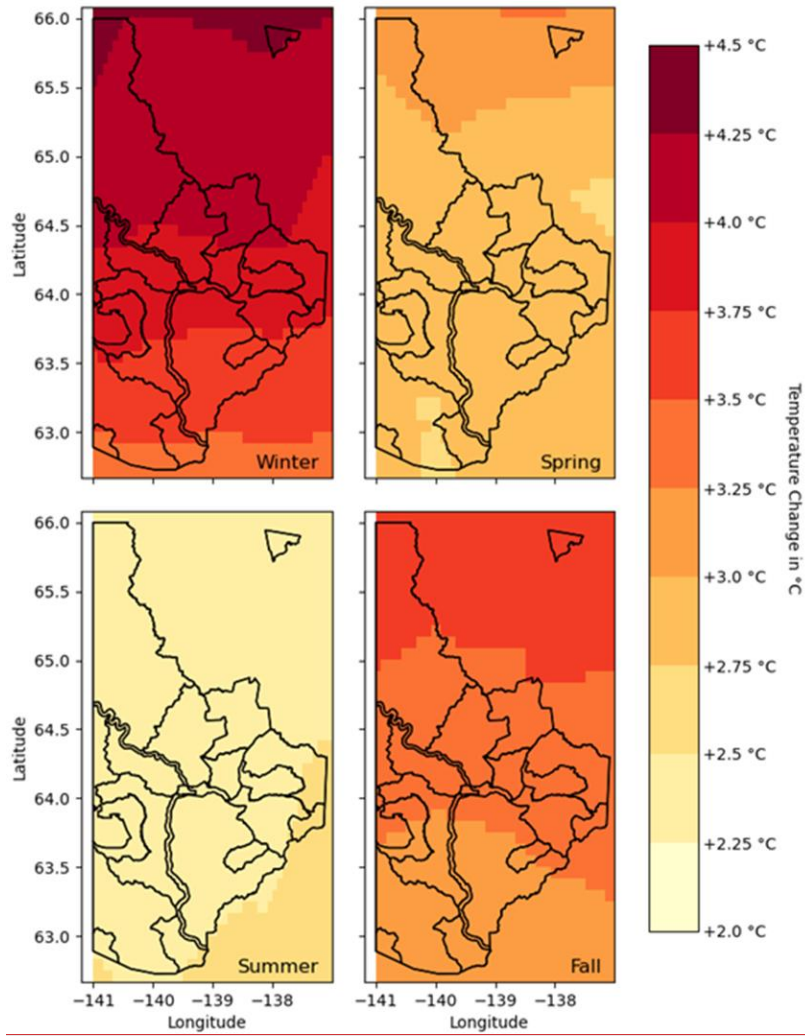 66.0
65.5
65.0
64.5
64.0
63.5
63.0
Latitude
Winter
Spring
66.0
65.5
65.0
64.5
64.0
63.5
63.0
Latitude
Summer
Fall
−141
−140
−139
−138
Longitude
−141
−140
−139
−138
Longitude
+4.5 °C
+4.25 °C
+4.0 °C
+3.75 °C
+3.5 °C
+3.25 °C
+3.0 °C
+2.75 °C
+2.5 °C
+2.25 °C
+2.0 °C
Temperature Change in °C